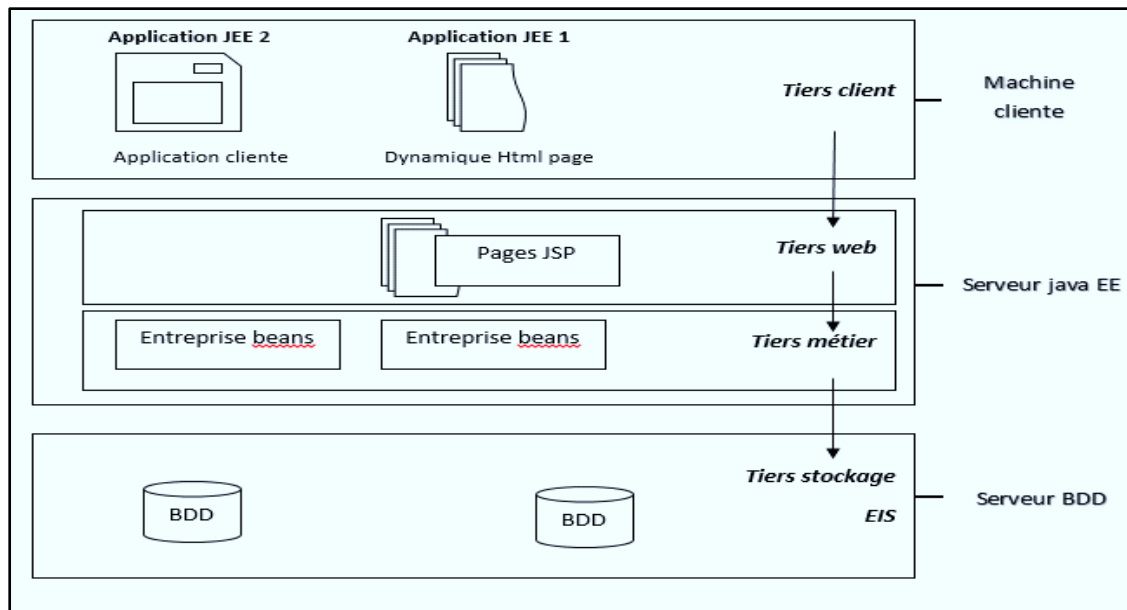 Application JEE 2
Application JEE 1
Application cliente
Dynamique Html page
Tiers client
Machine
cliente
Pages JSP
Tiers web
Entreprise beans
Entreprise beans
Tiers métier
Serveur java EE
BDD
BDD
Tiers stockage
EIS
Serveur BDD